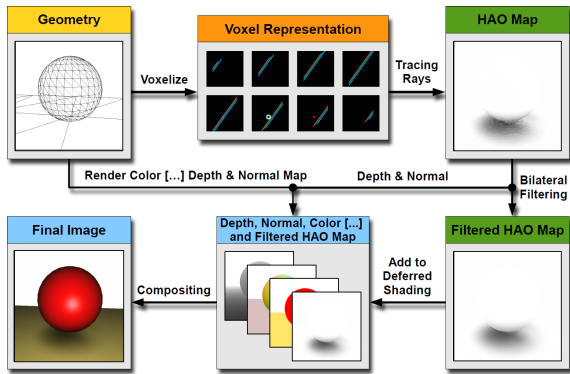 Geometry
Voxel Representation
HAO Map
Voxelize
Tracing
Rays
Render Color [...] Depth & Normal Map
Depth & Normal
Bilateral
Filtering
Final Image
Depth, Normal, Color [...]
and Filtered HAO Map
Filtered HAO Map
Compositing
Add to
Deferred
Shading